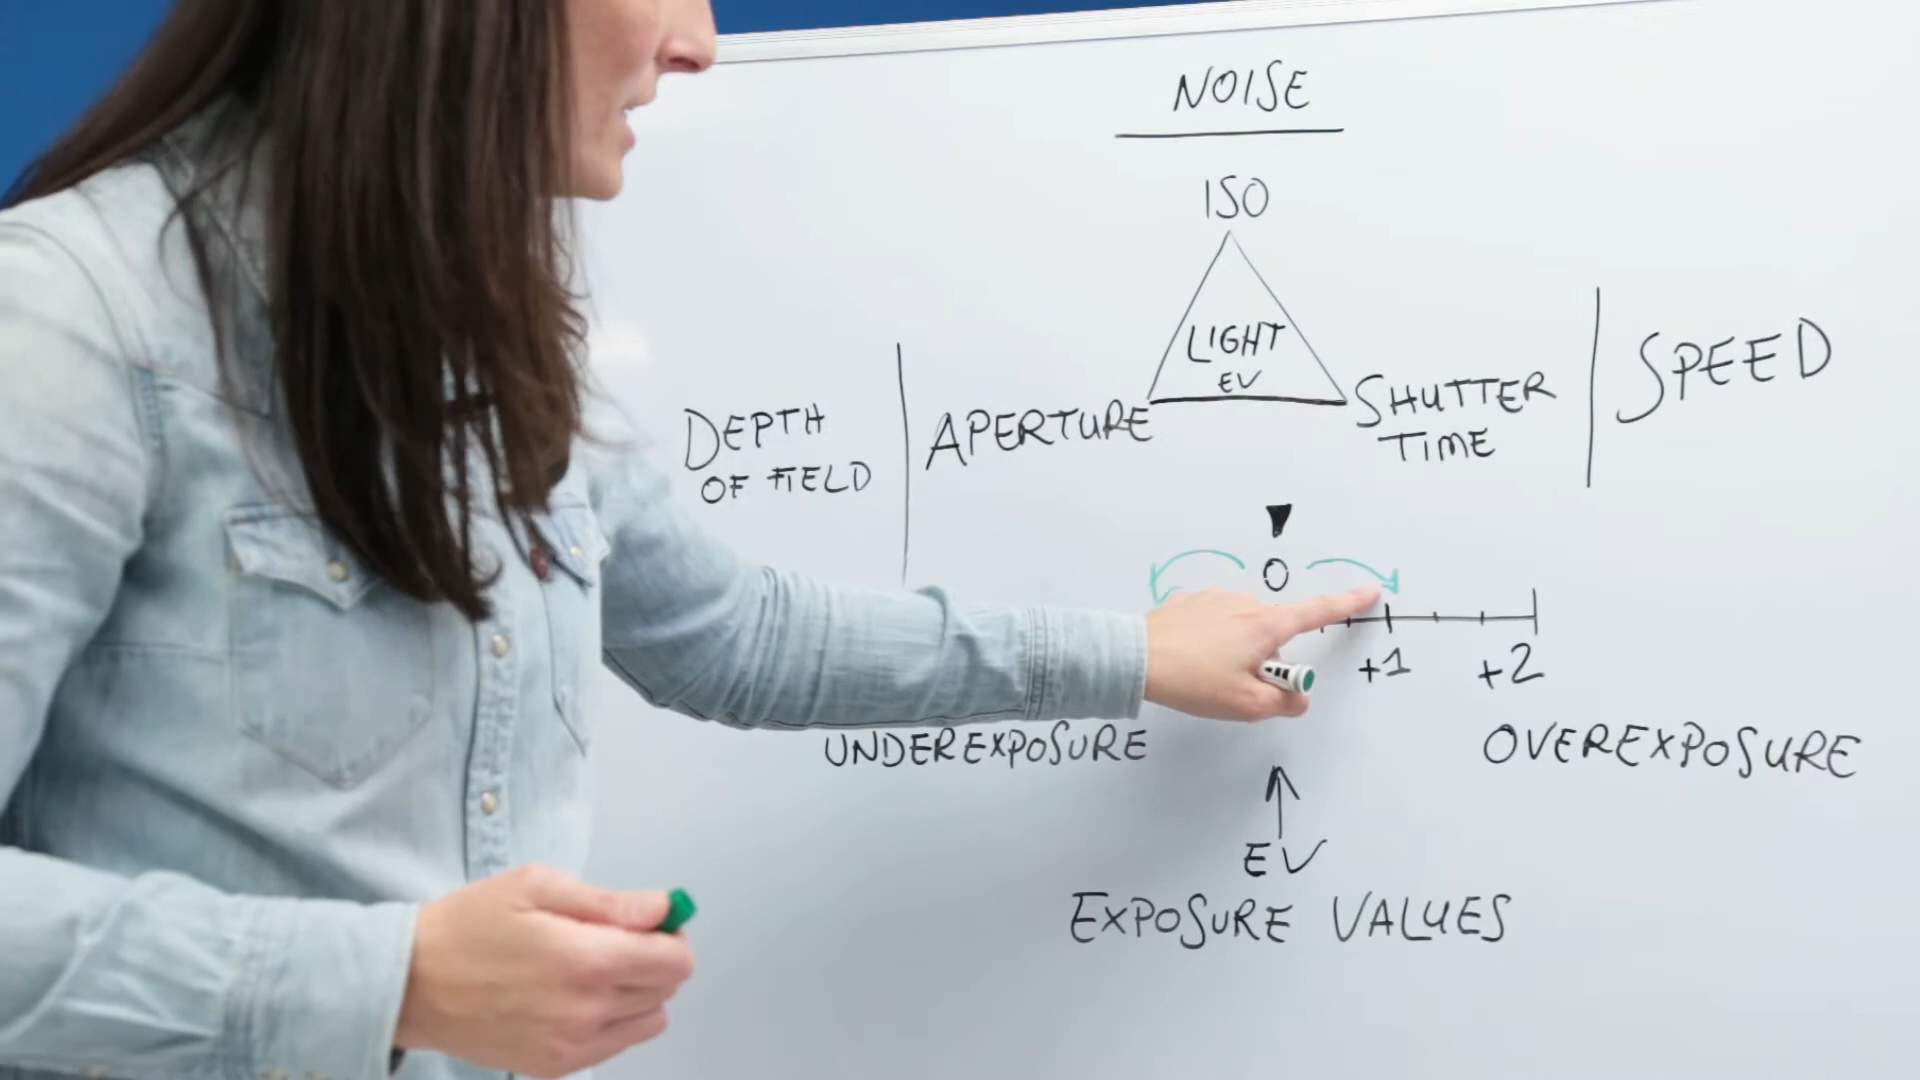 NOISE
ISO
LIGHT
EV
DEPTH
OF FIELD
APERTURE
SHUTTER
TIME
SPEED
0
+1 +2
UNDEREXPOSURE
OVEREXPOSURE
EV
EXPOSURE VALUES